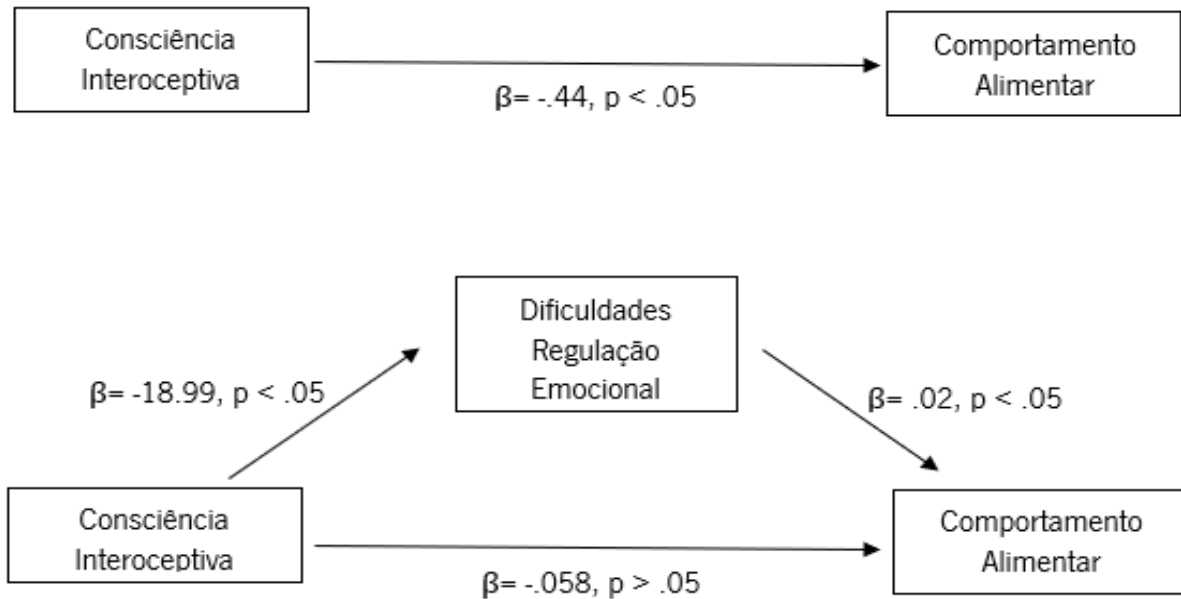 Consciência
Interoceptiva
Comportamento
Alimentar
β= -.44, p < .05
Dificuldades
Regulação
Emocional
β= -18.99, p < .05
β= .02, p < .05
Consciência
Interoceptiva
Comportamento
Alimentar
β= -.058, p > .05